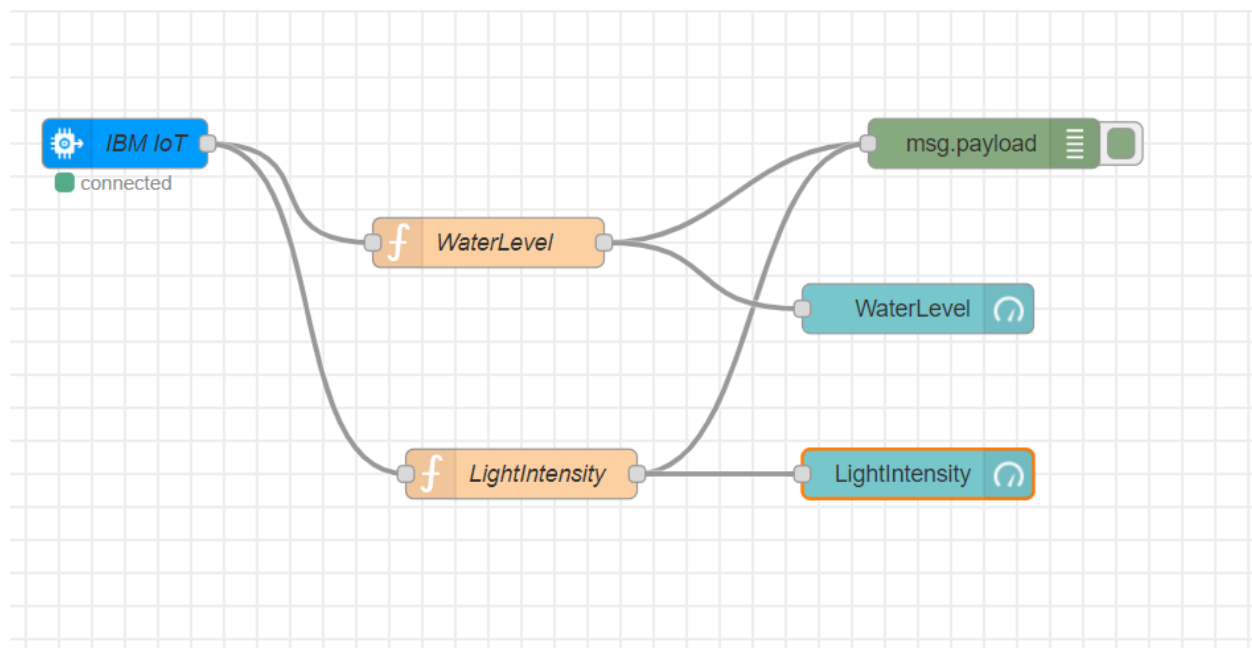 IBM IoT
msg.payload
connected
WaterLevel
WaterLevel
LightIntensity
LightIntensity